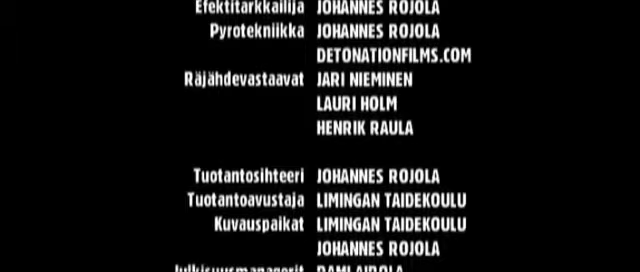 Efektitarkkailija JOHANNES ROJOLA
Pyrotekniikka JOHANNES ROJOLA
DETONATIONFILMS.COM
Räjähdevastaavat JARI NIEMINEN
LAURI HOLM
HENRIK RAULA
Tuotantosihteeri JOHANNES ROJOLA
Tuotantoavustaja LIMINGAN TAIDEKOULU
Kuvauspaikat LIMINGAN TAIDEKOULU
JOHANNES ROJOLA
Julkisuusmanagerit